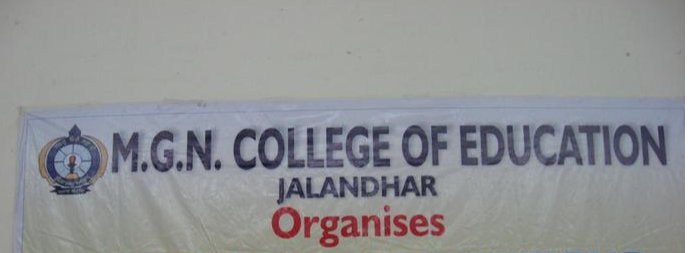 M.G.N. COLLEGE OF EDUCATION
JALANDHAR
Organises